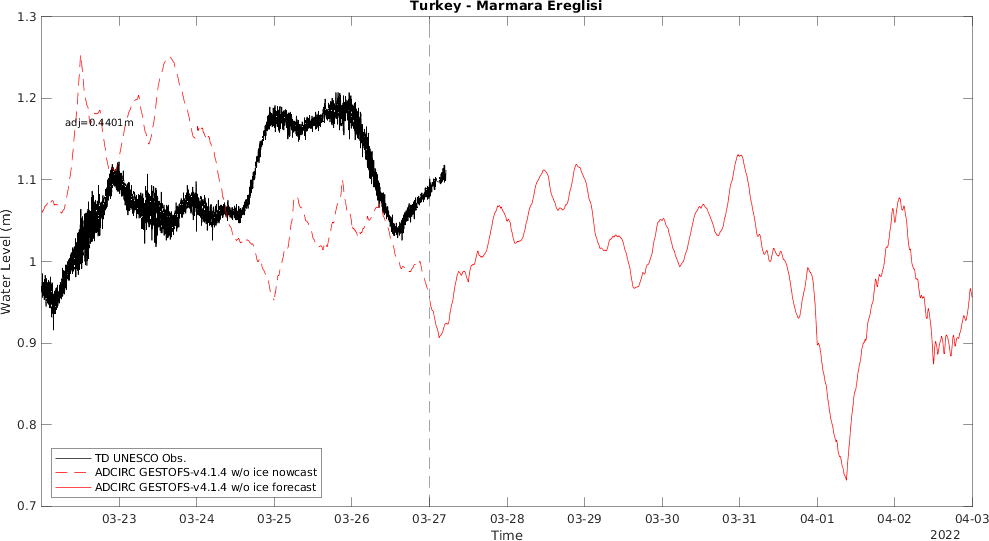 Turkey - Marmara Ereglisi
1.3
1.2
1.1
1
0.9
0.8
0.7
Water Level (m)
adj=0.4401m
TD UNESCO Obs.
ADCIRC GESTOFS-v4.1.4 w/o ice nowcast
ADCIRC GESTOFS-v4.1.4 w/o ice forecast
03-23 03-24 03-25 03-26 03-27 03-28 03-29 03-30 03-31 04-01 04-02 04-03
Time
2022